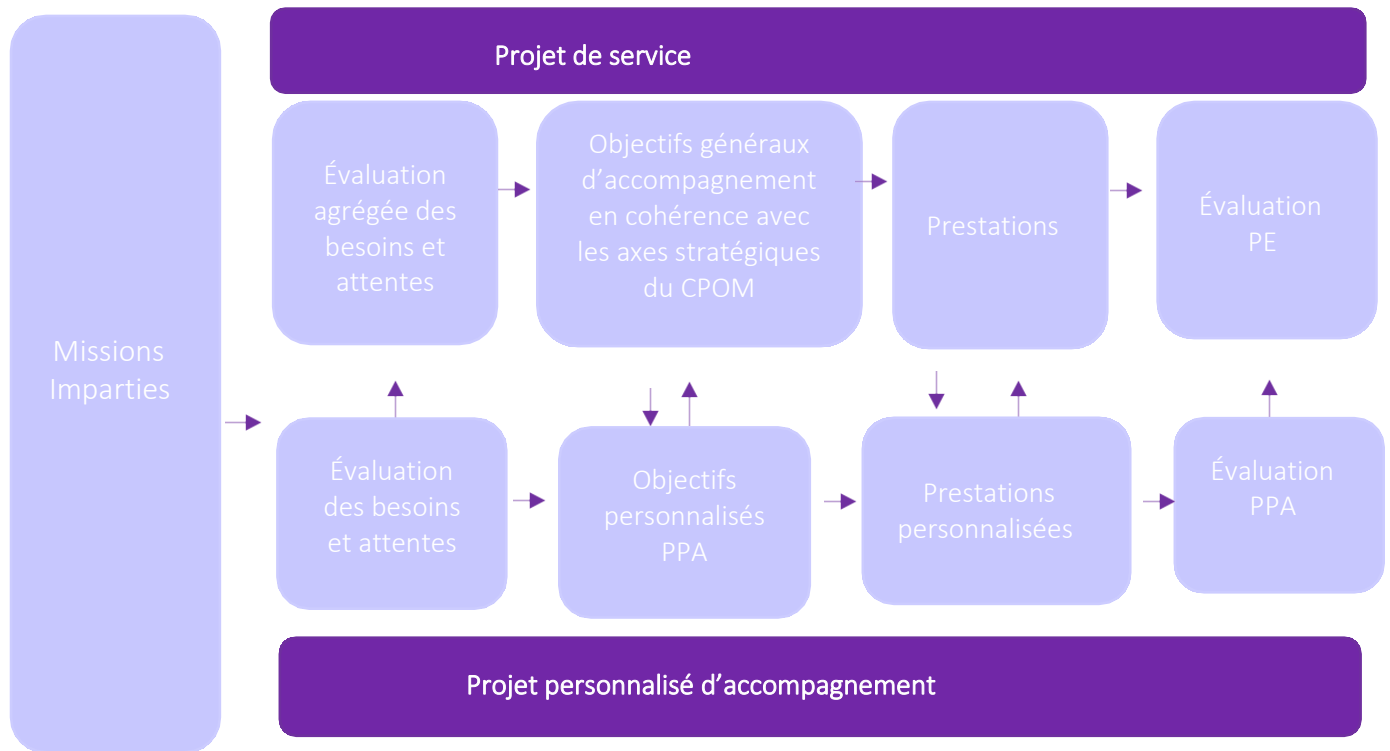 Projet de service
Missions
Imparties
Évaluation
agrégée des
besoins et
attentes
Objectifs généraux
d’accompagnement
en cohérence avec
les axes stratégiques
du CPOM
Prestations
Évaluation
PE
Évaluation
des besoins
et attentes
Objectifs
personnalisés
PPA
Prestations
personnalisées
Évaluation
PPA
Projet personnalisé d’accompagnement